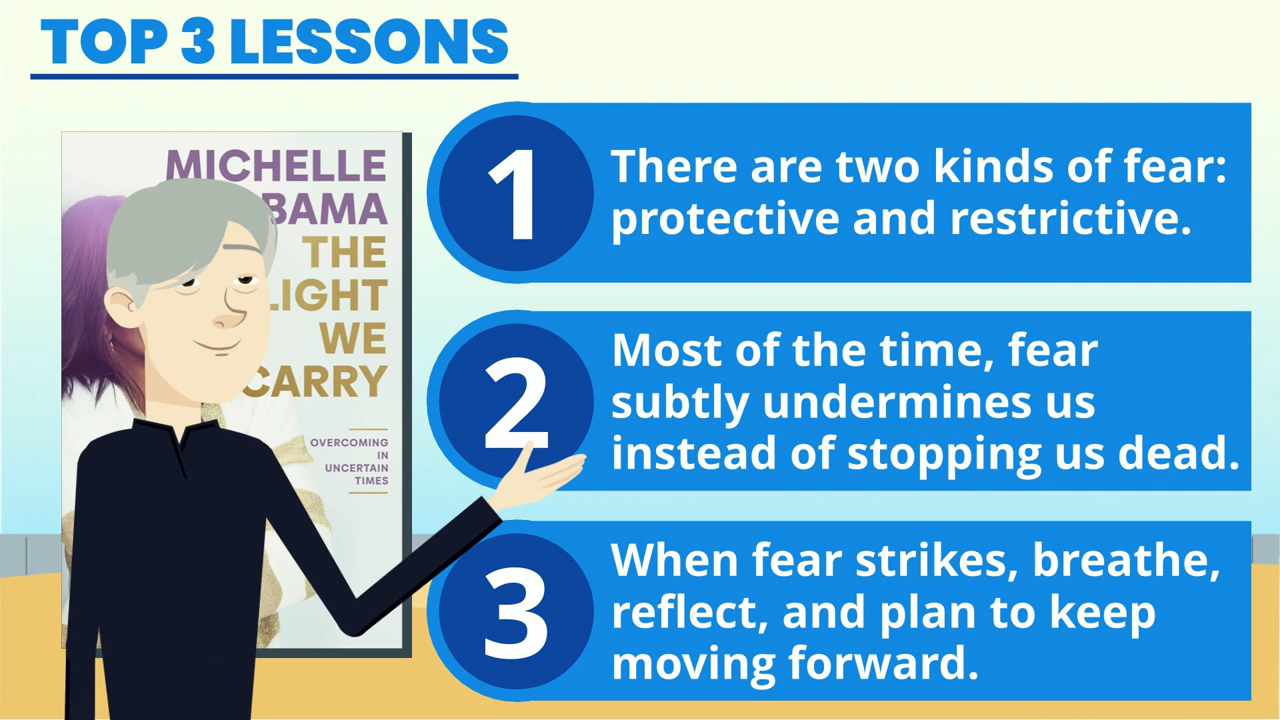 TOP 3 LESSONS
MICHELLE
BAMA
THE
LIGHT
WE
CARRY
OVERCOMING
IN
UNCERTAIN
TIMES
1
There are two kinds of fear:
protective and restrictive.
2
Most of the time, fear
subtly undermines us
instead of stopping us dead.
3
When fear strikes, breathe,
reflect, and plan to keep
moving forward.